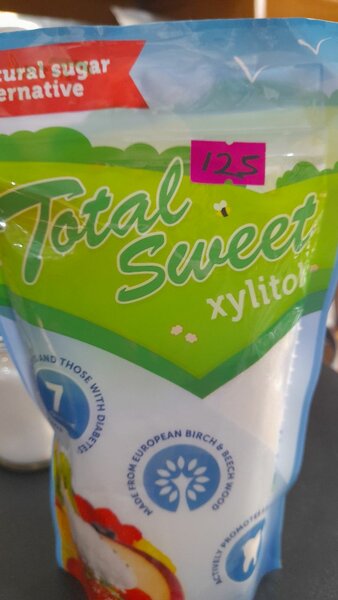 tural sugar
ernative
125
Total
Sweet
xylitol
AND THOSE WITH DIABETES
7
MADE FROM EUROPEAN BIRCH & BEECH WOOD
ACTIVELY PROMOTE